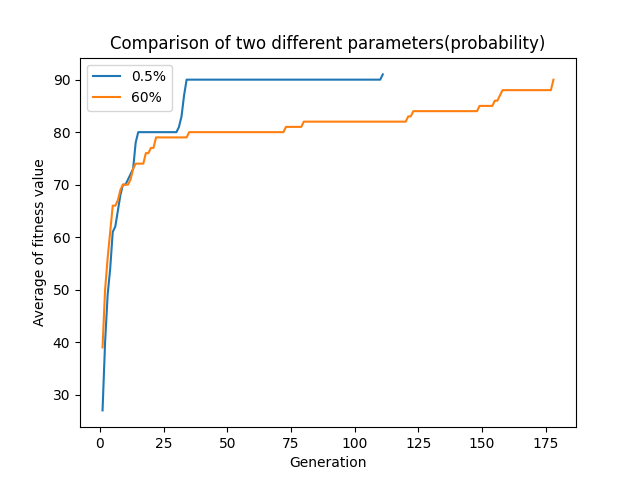 Comparison of two different parameters(probability)
0.5%
60%
90
80
70
60
50
40
30
Average of fitness value
0 25 50 75 100 125 150 175
Generation